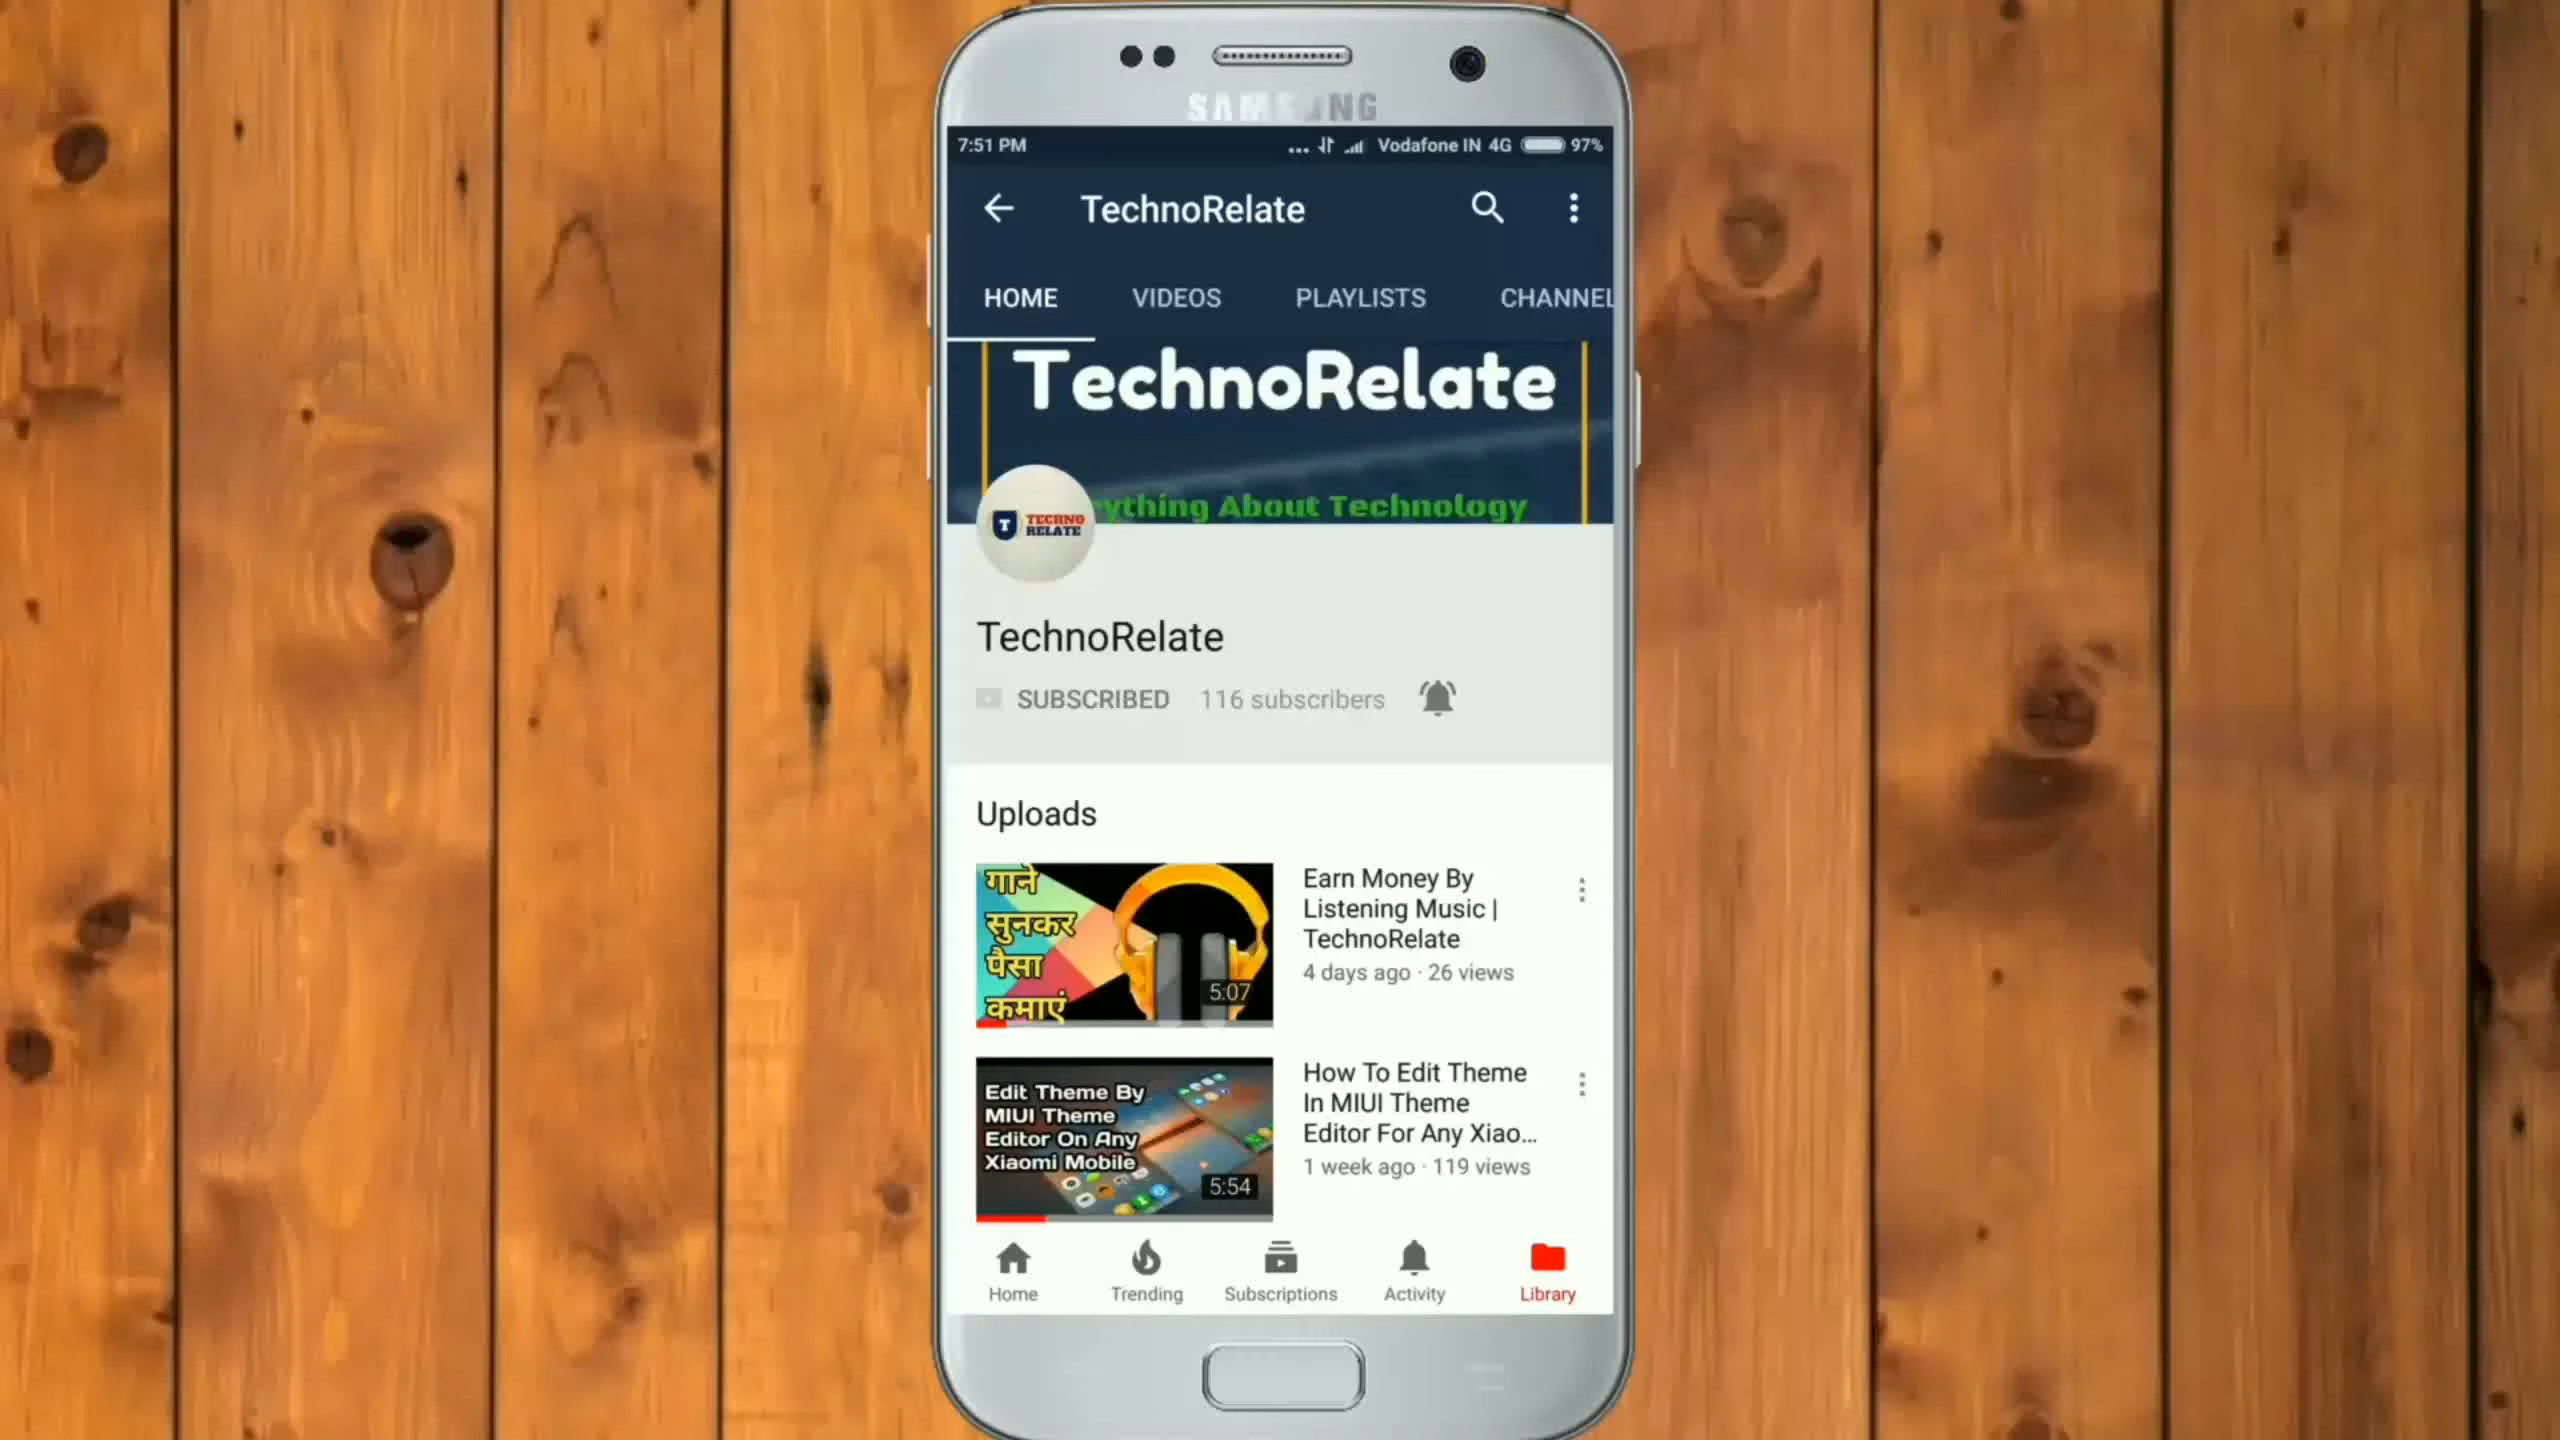 SAMSUNG
7:51 PM ... Vodafone IN 4G 97%
TechnoRelate
HOME VIDEOS PLAYLISTS CHANNEL
TechnoRelate
ything About Technology
T TECHNO
RELATE
TechnoRelate
SUBSCRIBED 116 subscribers
Uploads
गाने
सुनकर
पैसा
कमाएं
5:07
Earn Money By
Listening Music |
TechnoRelate
4 days ago · 26 views
Edit Theme By
MIUI Theme
Editor On Any
Xiaomi Mobile
5:54
How To Edit Theme
In MIUI Theme
Editor For Any Xiao...
1 week ago · 119 views
Home Trending Subscriptions Activity Library